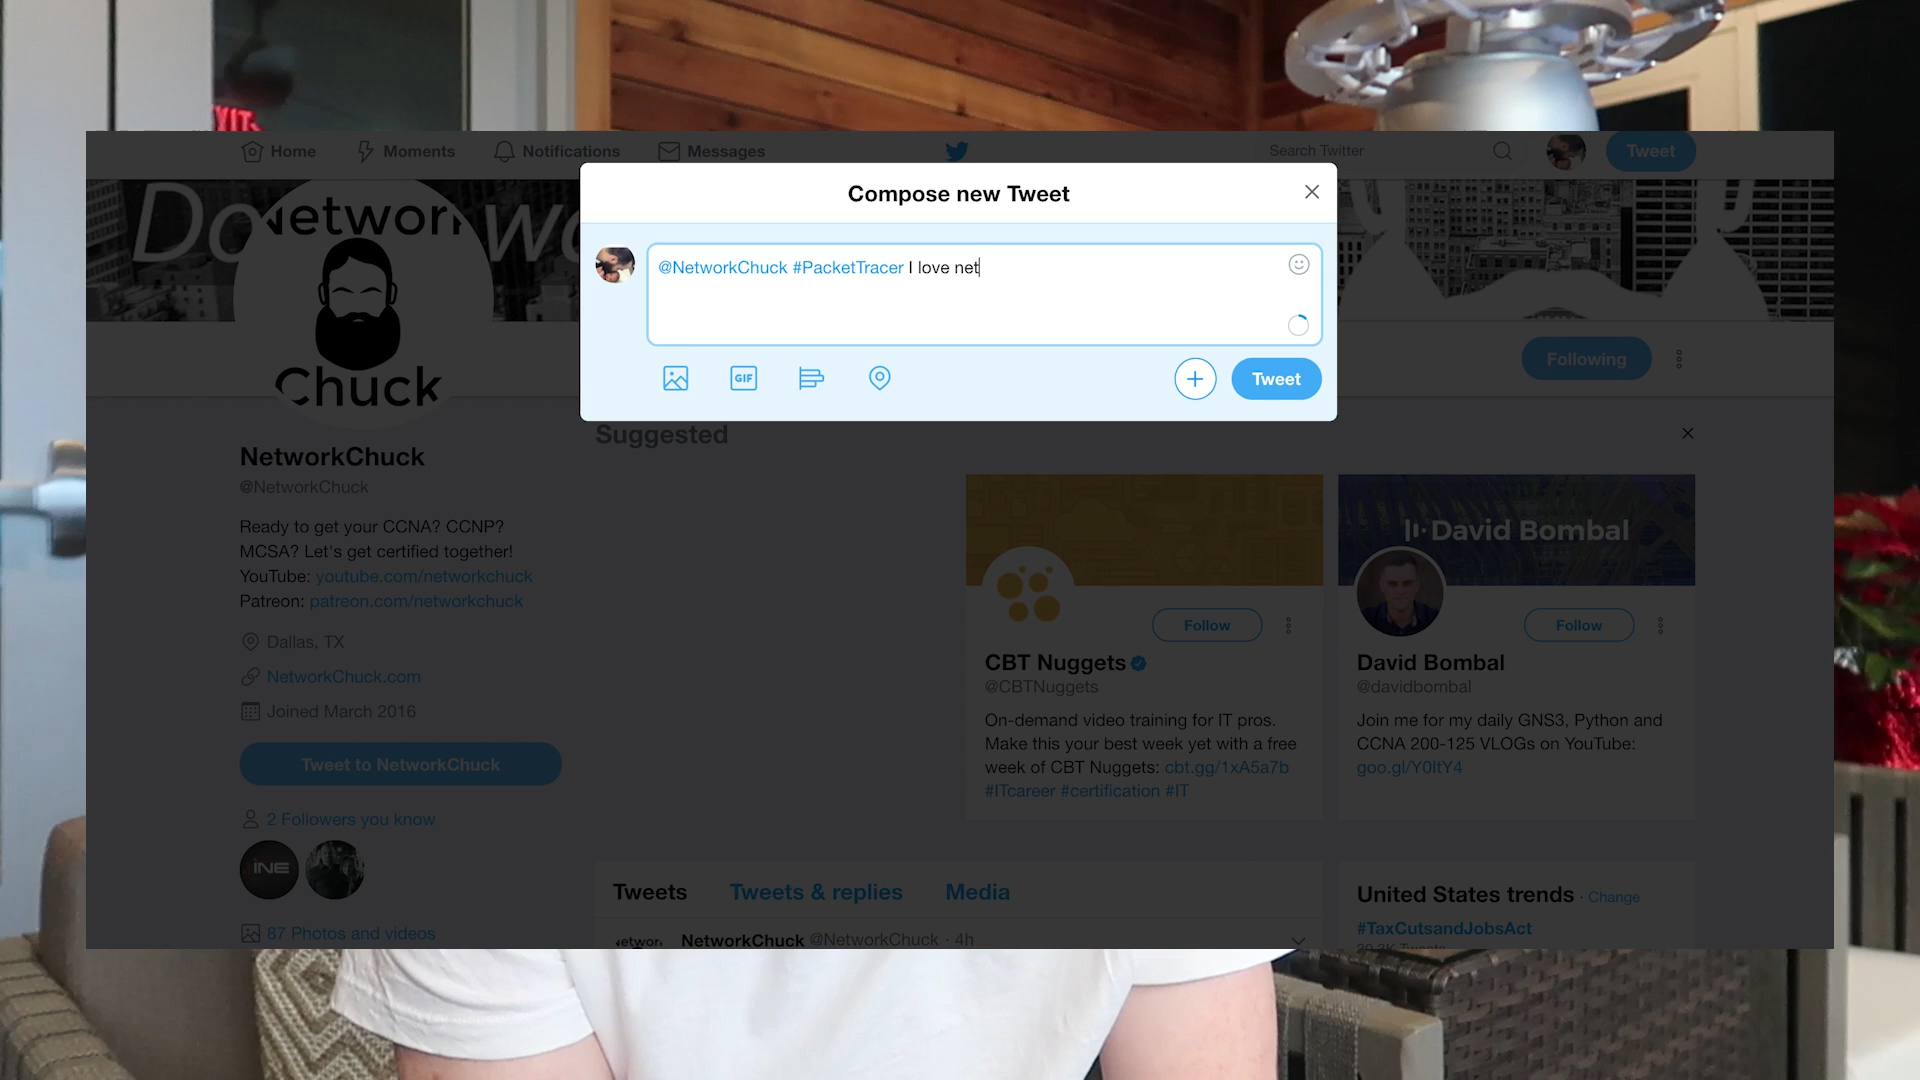 EXIT
Home
Moments
Notifications
Messages
Search Twitter
Tweet
Compose new Tweet
@NetworkChuck #PacketTracer I love net
GIF
Tweet
Network
Chuck
Following
Suggested
NetworkChuck
@NetworkChuck
Ready to get your CCNA? CCNP?
MCSA? Let's get certified together!
YouTube: youtube.com/networkchuck
Patreon: patreon.com/networkchuck
Dallas, TX
NetworkChuck.com
Joined March 2016
Tweet to NetworkChuck
2 Followers you know
INE
87 Photos and videos
Follow
CBT Nuggets
@CBTNuggets
On-demand video training for IT pros.
Make this your best week yet with a free
week of CBT Nuggets: cbt.gg/1xA5a7b
#ITcareer #certification #IT
David Bombal
Follow
David Bombal
@davidbombal
Join me for my daily GNS3, Python and
CCNA 200-125 VLOGs on YouTube:
goo.gl/Y0ItY4
Tweets
Tweets & replies
Media
NetworkChuck @NetworkChuck · 4h
United States trends · Change
#TaxCutsandJobsAct